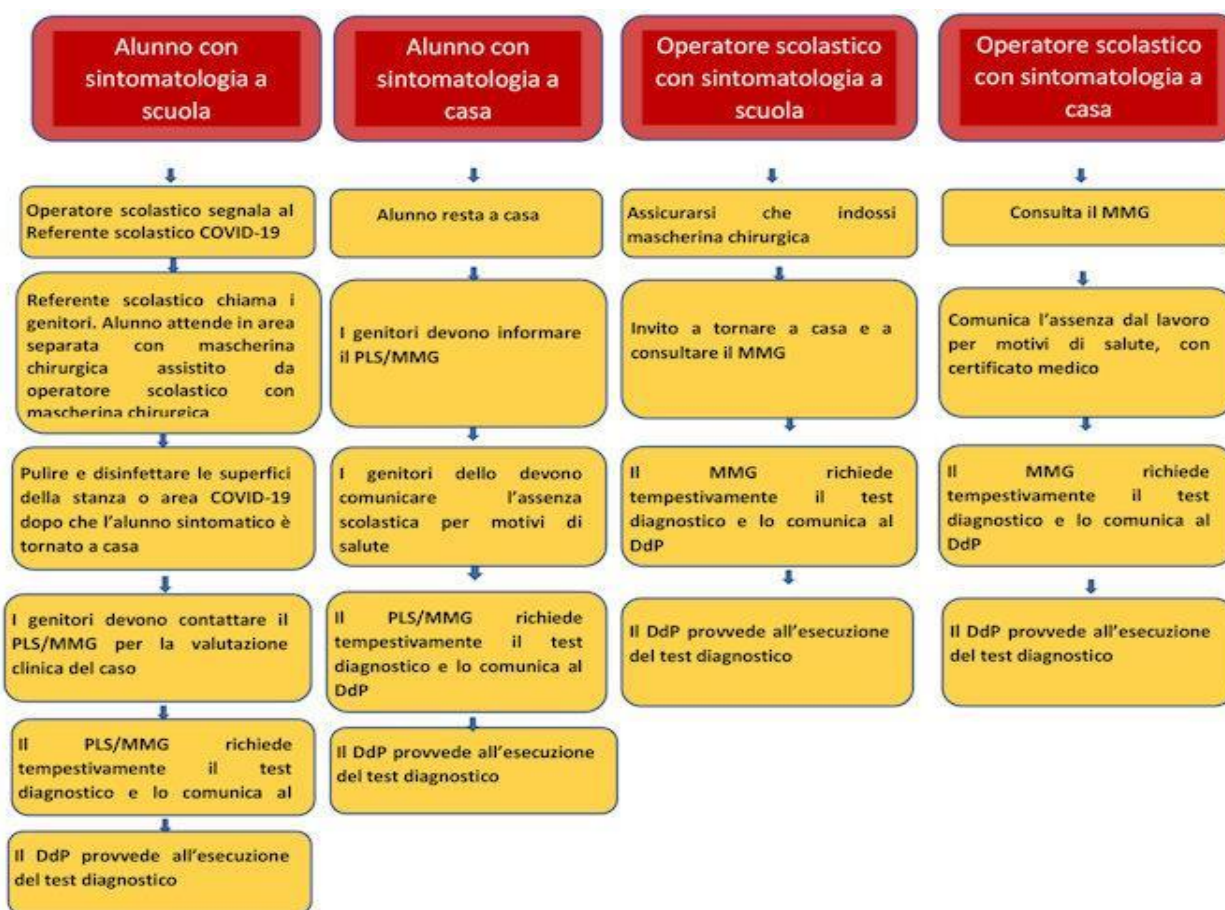 Alunno con
sintomatologia a
scuola
Operatore scolastico segnala al
Referente scolastico COVID-19
Referente scolastico chiama i
genitori. Alunno attende in area
separata con mascherina
chirurgica assistito da
operatore scolastico con
mascherina chirurgica
Pulire e disinfettare le superfici
della stanza o area COVID-19
dopo che l'alunno sintomatico è
tornato a casa
I genitori devono contattare il
PLS/MMG per la valutazione
clinica del caso
Il PLS/MMG richiede
tempestivamente il test
diagnostico e lo comunica al
Il DdP provvede all'esecuzione
del test diagnostico
Alunno con
sintomatologia a
casa
Alunno resta a casa
I genitori devono informare
il PLS/MMG
I genitori dello devono
comunicare l'assenza
scolastica per motivi di
salute
Il PLS/MMG richiede
tempestivamente il test
diagnostico e lo comunica al
DdP
Il DdP provvede all'esecuzione
del test diagnostico
Operatore scolastico
con sintomatologia a
scuola
Assicurarsi che indossi
mascherina chirurgica
Invito a tornare a casa e a
consultare il MMG
Il MMG richiede
tempestivamente il test
diagnostico e lo comunica al
DdP
Il DdP provvede all'esecuzione
del test diagnostico
Operatore scolastico
con sintomatologia a
casa
Consulta il MMG
Comunica l'assenza dal lavoro
per motivi di salute, con
certificato medico
Il MMG richiede
tempestivamente il test
diagnostico e lo comunica al
DdP
Il DdP provvede all'esecuzione
del test diagnostico